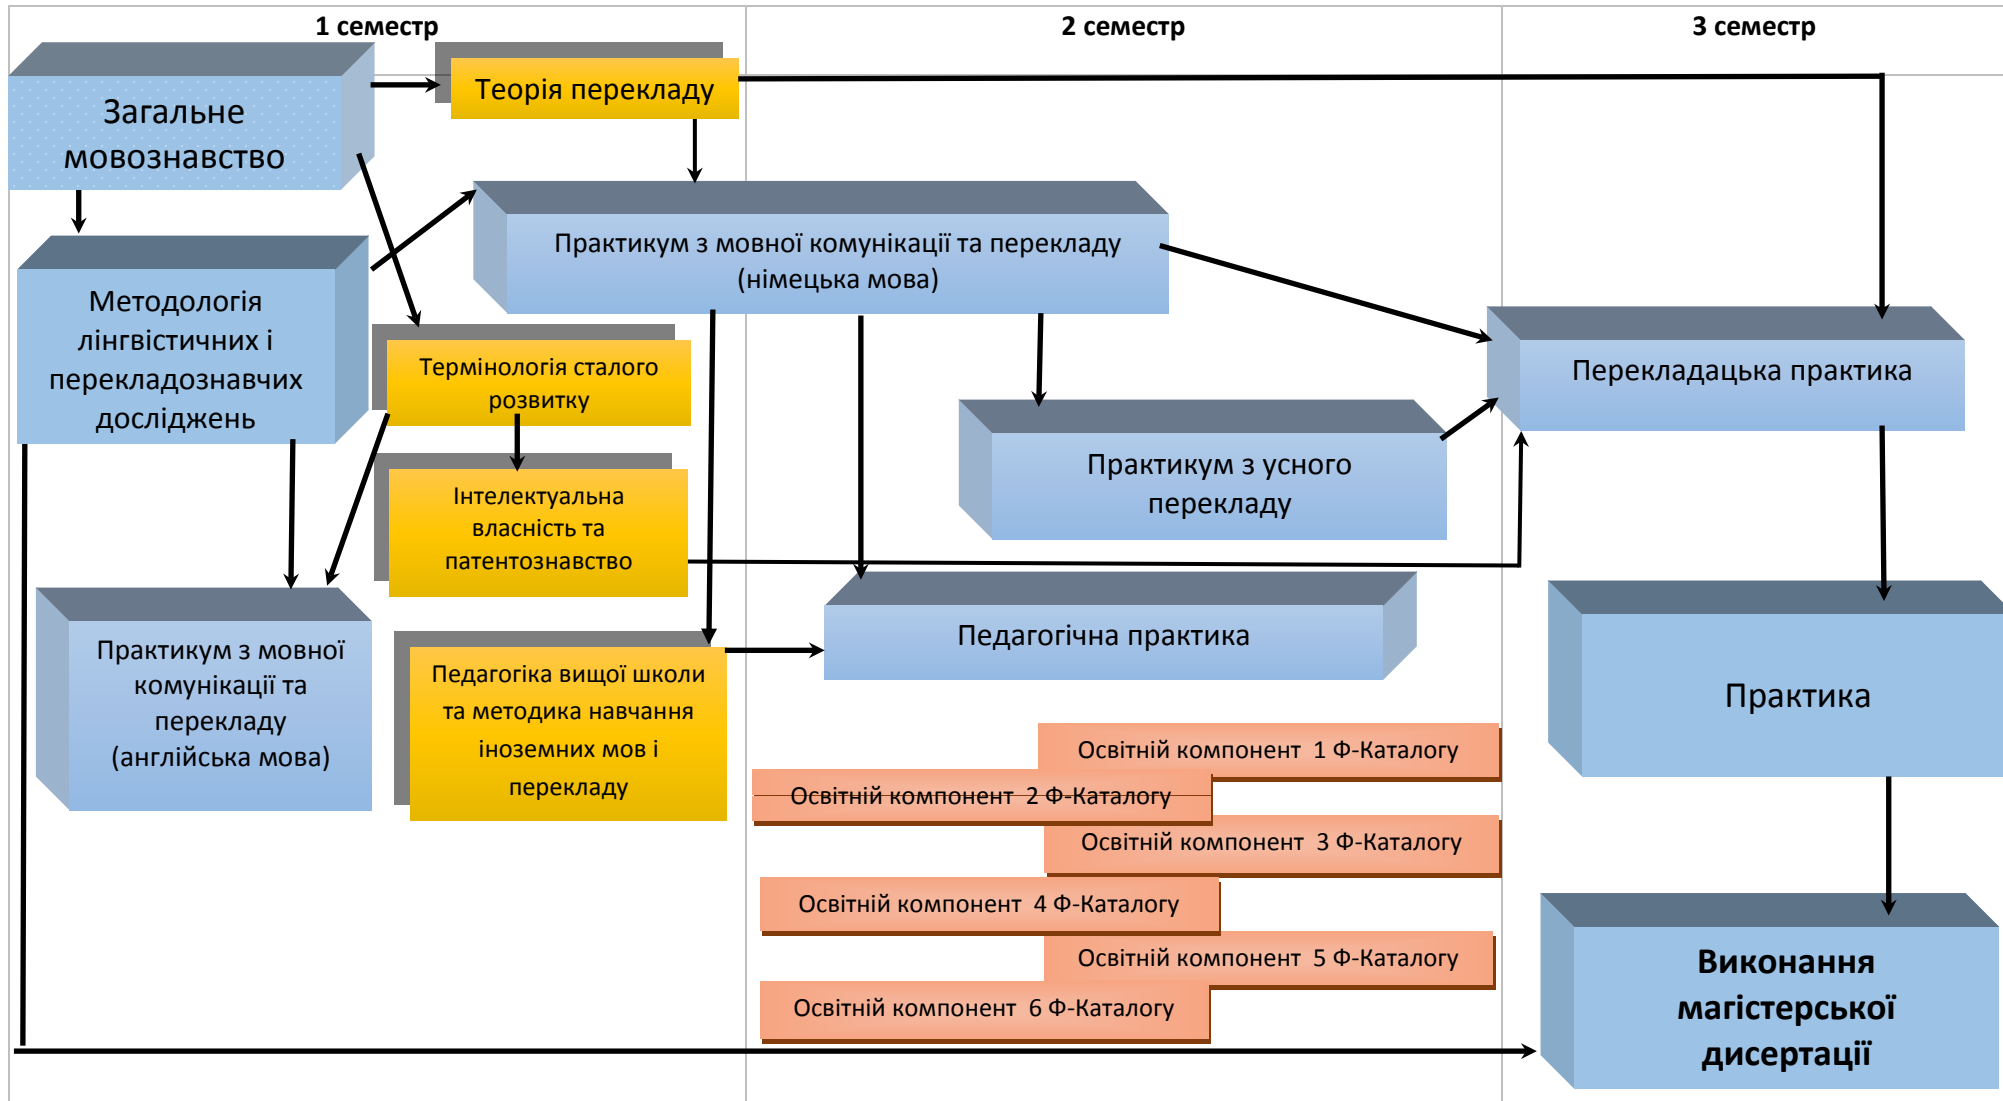 1 семестр
2 семестр
3 семестр
Загальне
мовознавство
Теорія перекладу
Практикум з мовної комунікації та перекладу
(німецька мова)
Методологія
лінгвістичних і
перекладознавчих
досліджень
Термінологія сталого
розвитку
Перекладацька практика
Практикум з усного
перекладу
Інтелектуальна
власність та
патентознавство
Практикум з мовної
комунікації та
перекладу
(англійська мова)
Педагогіка вищої школи
та методика навчання
іноземних мов і
перекладу
Педагогічна практика
Практика
Освітній компонент 1 Ф-Каталогу
Освітній компонент 2 Ф-Каталогу
Освітній компонент 3 Ф-Каталогу
Освітній компонент 4 Ф-Каталогу
Освітній компонент 5 Ф-Каталогу
Освітній компонент 6 Ф-Каталогу
Виконання
магістерської
дисертації